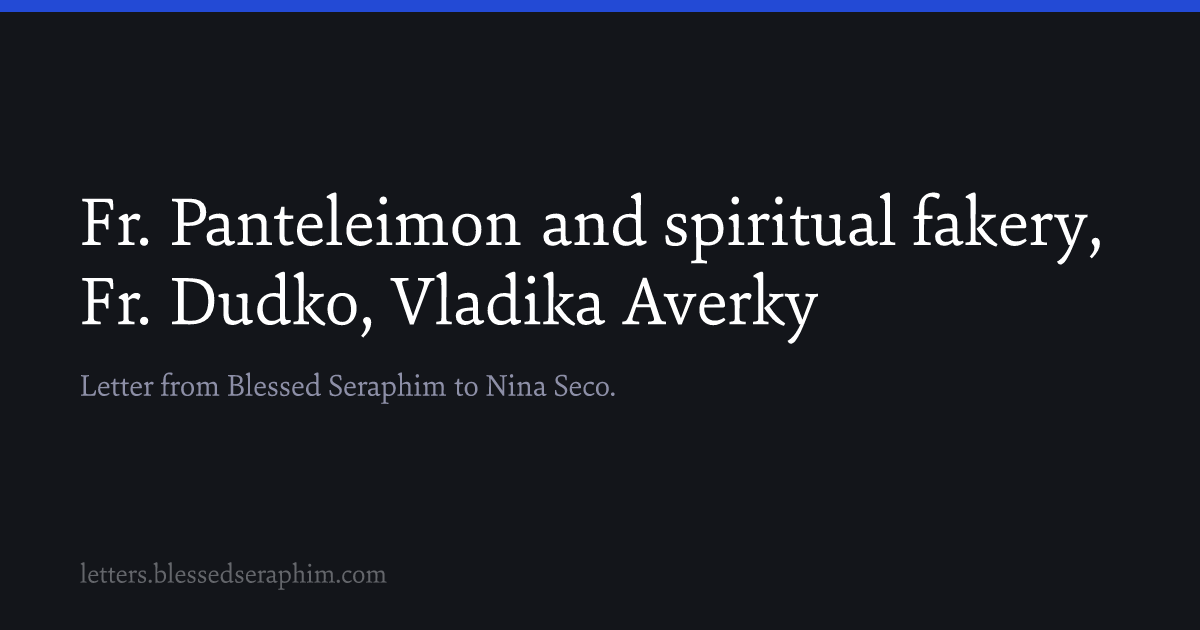 Fr. Panteleimon and spiritual fakery,
Fr. Dudko, Vladika Averky
Letter from Blessed Seraphim to Nina Seco.
letters.blessedseraphim.com